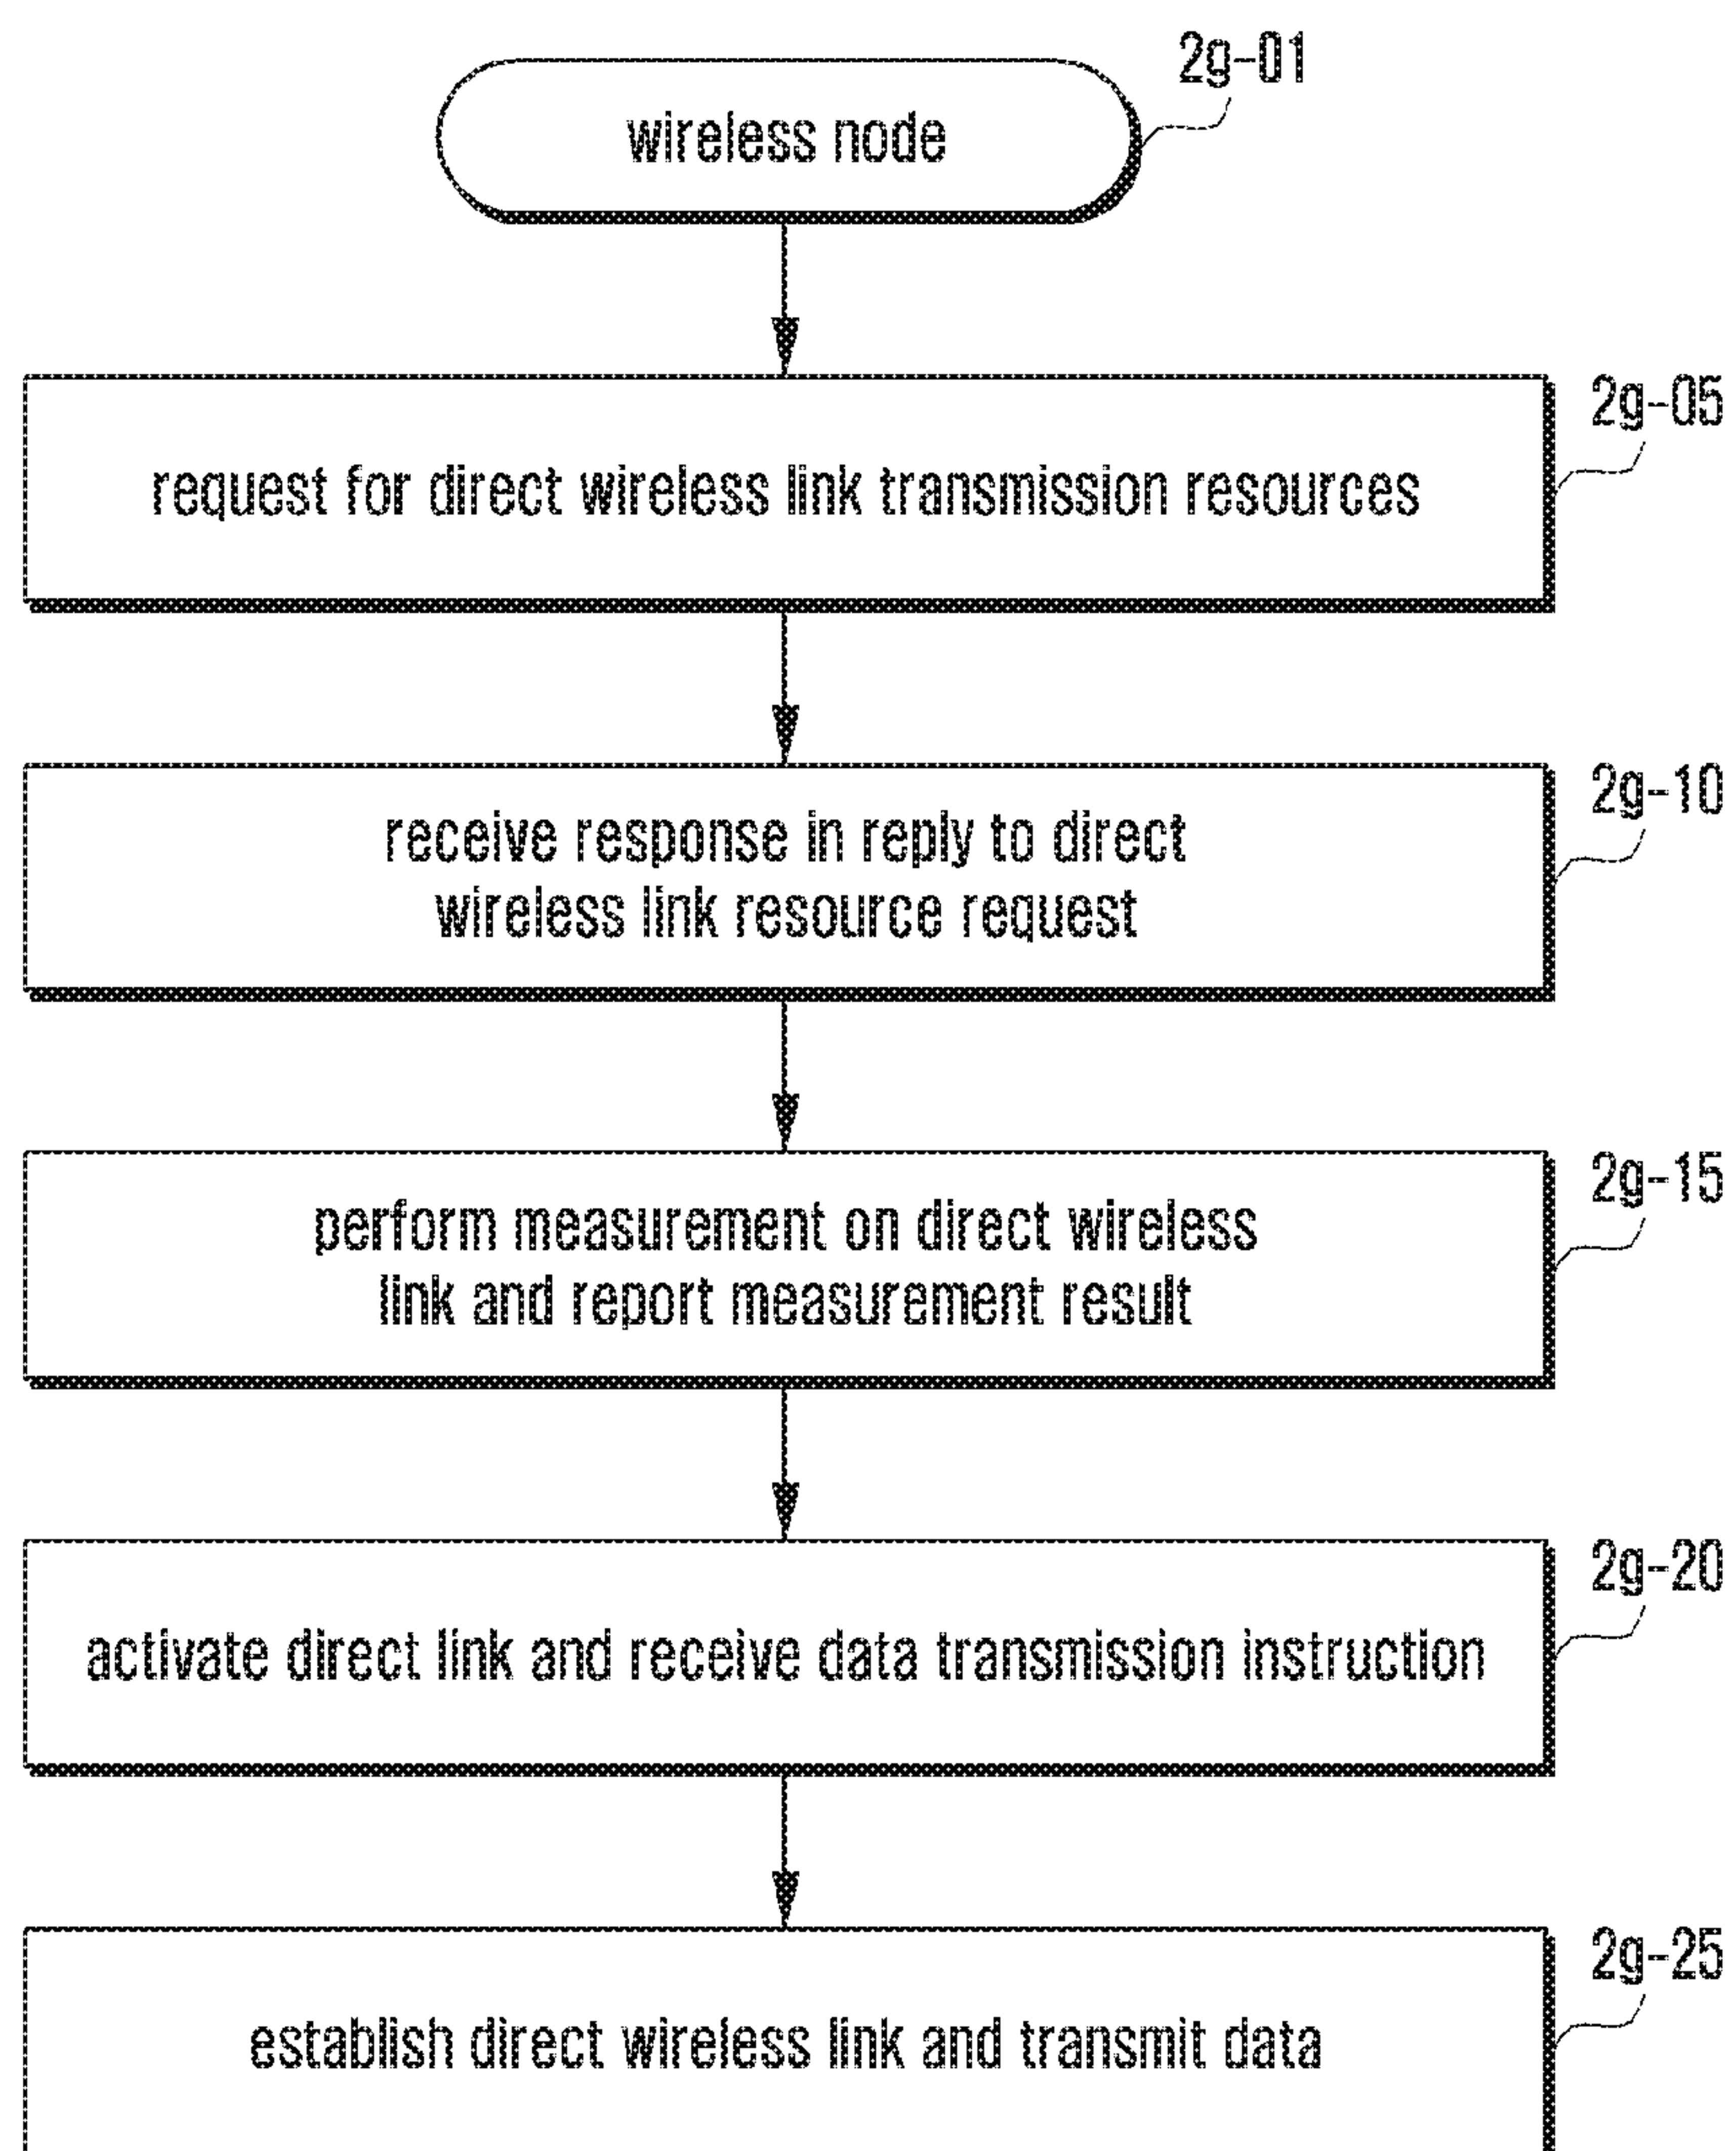 2g-01
wireless node
2g-05
request for direct wireless link transmission resources
2g-10
receive response in reply to direct
wireless link resource request
2g-15
perform measurement on direct wireless
link and report measurement result
2g-20
activate direct link and receive data transmission instruction
2g-25
establish direct wireless link and transmit data